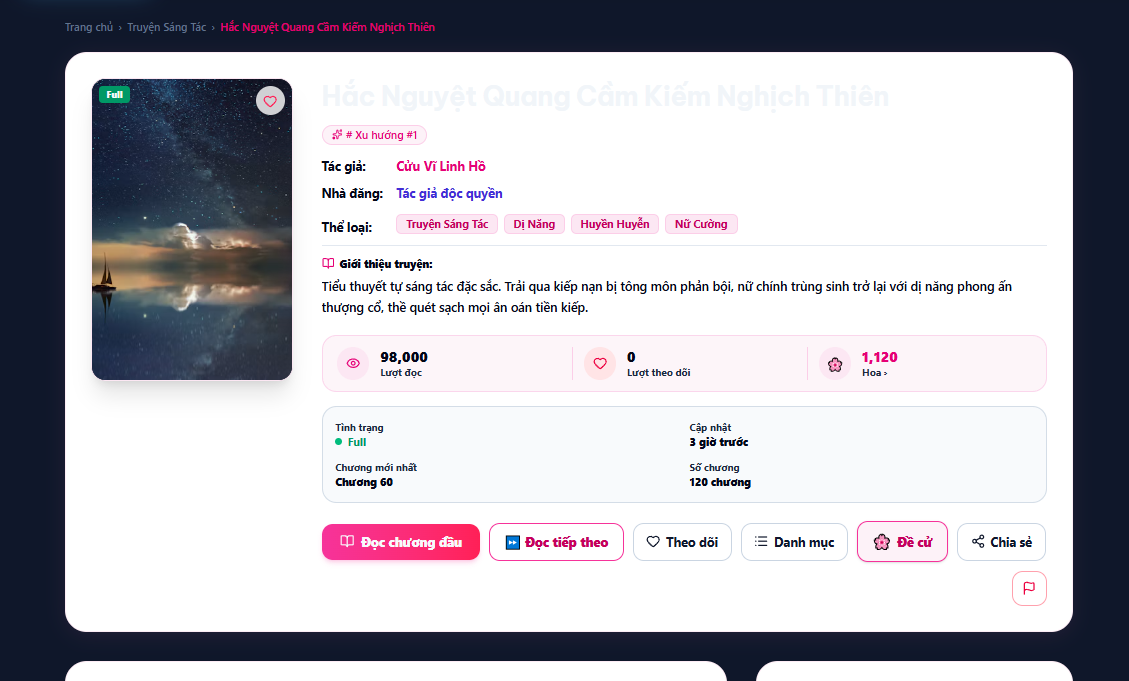 Trang chủ › Truyện Sáng Tác › Hắc Nguyệt Quang Cầm Kiếm Nghịch Thiên
Full
Hắc Nguyệt Quang Cầm Kiếm Nghịch Thiên
# Xu hướng #1
Tác giả: Cửu Vĩ Linh Hồ
Nhà đăng: Tác giả độc quyền
Thể loại: Truyện Sáng Tác Dị Năng Huyền Huyễn Nữ Cường
Giới thiệu truyện:
Tiểu thuyết tự sáng tác đặc sắc. Trải qua kiếp nạn bị tông môn phản bội, nữ chính trùng sinh trở lại với dị năng phong ấn
thượng cổ, thề quét sạch mọi ân oán tiền kiếp.
98,000
Lượt đọc
0
Lượt theo dõi
1,120
Hoa ›
Tình trạng
Full
Cập nhật
3 giờ trước
Chương mới nhất
Chương 60
Số chương
120 chương
Đọc chương đầu
Đọc tiếp theo
Theo dõi
Danh mục
Đề cử
Chia sẻ